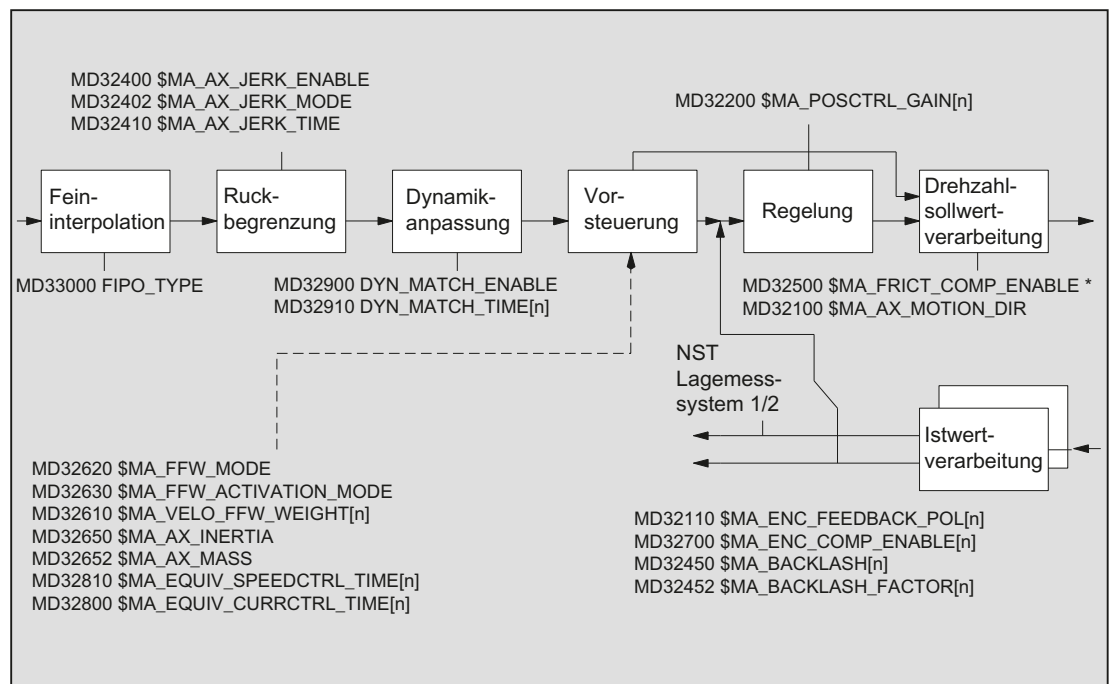 MD32400 $MA_AX_JERK_ENABLE
MD32402 $MA_AX_JERK_MODE
MD32410 $MA_AX_JERK_TIME
MD32200 $MA_POSCTRL_GAIN[n]
Fein-
interpolation
Ruck-
begrenzung
Dynamik-
anpassung
Vor-
steuerung
Regelung
Drehzahl-
sollwert-
verarbeitung
MD33000 FIPO_TYPE
MD32900 DYN_MATCH_ENABLE
MD32910 DYN_MATCH_TIME[n]
MD32500 $MA_FRICT_COMP_ENABLE *
MD32100 $MA_AX_MOTION_DIR
NST
Lagemess-
system 1/2
Istwert-
verarbeitung
MD32620 $MA_FFW_MODE
MD32630 $MA_FFW_ACTIVATION_MODE
MD32610 $MA_VELO_FFW_WEIGHT[n]
MD32650 $MA_AX_INERTIA
MD32652 $MA_AX_MASS
MD32810 $MA_EQUIV_SPEEDCTRL_TIME[n]
MD32800 $MA_EQUIV_CURRCTRL_TIME[n]
MD32110 $MA_ENC_FEEDBACK_POL[n]
MD32700 $MA_ENC_COMP_ENABLE[n]
MD32450 $MA_BACKLASH[n]
MD32452 $MA_BACKLASH_FACTOR[n]